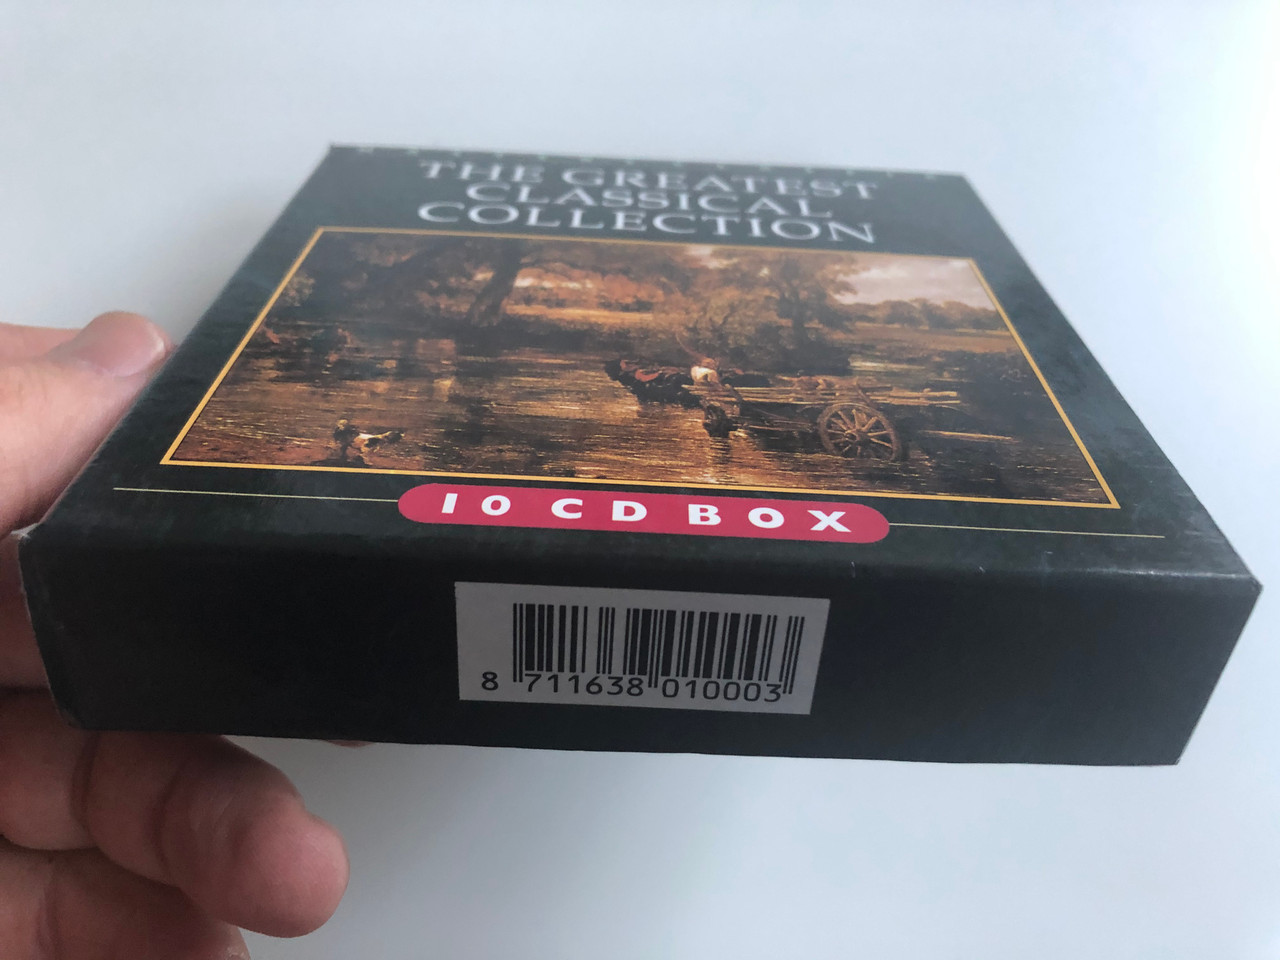 THE GREATEST
CLASSICAL
COLLECTION
10 CD BOX
8 711638 010003